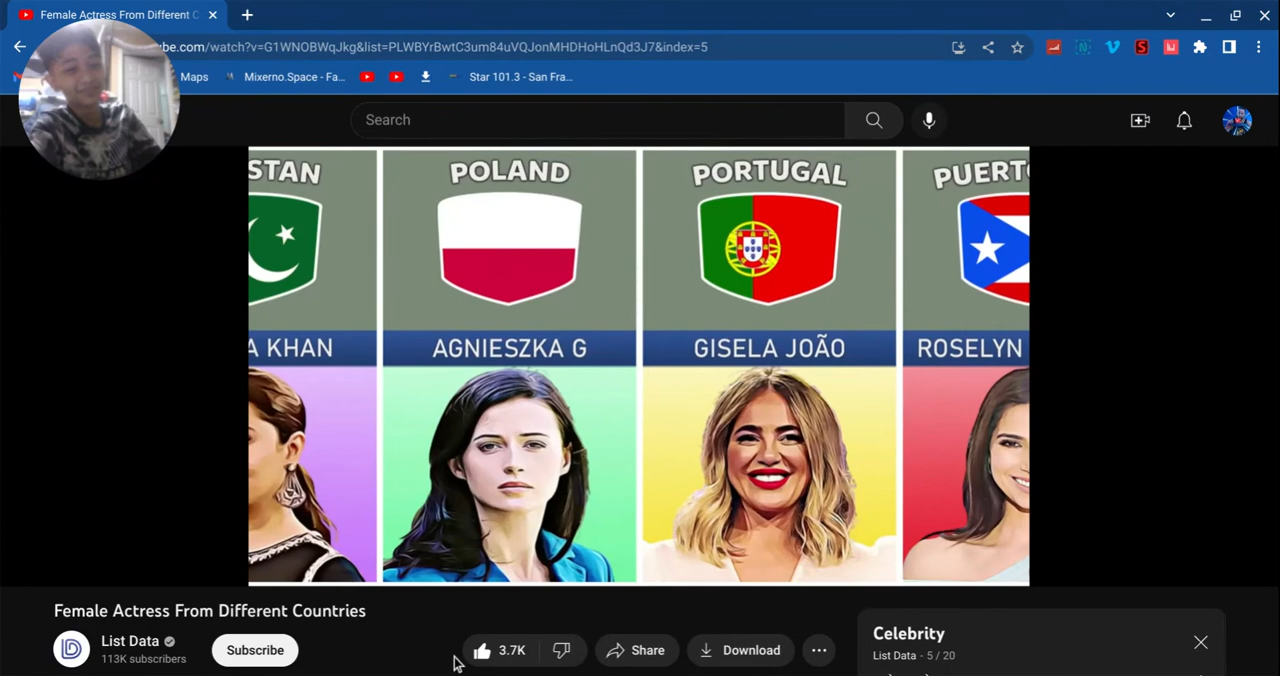 Female Actress From Different C
be.com/watch?v=G1WNOBWqJkg&list=PLWBYrBwtC3um84uVQJonMHDHoHLnQd3J7&index=5
Maps
Mixerno.Space - Fa...
Star 101.3 - San Fra...
Search
STAN
POLAND
PORTUGAL
PUERT
A KHAN
AGNIESZKA G
GISELA JOÃO
ROSELYN
Female Actress From Different Countries
List Data
113K subscribers
Subscribe
3.7K
Share
Download
Celebrity
List Data - 5 / 20